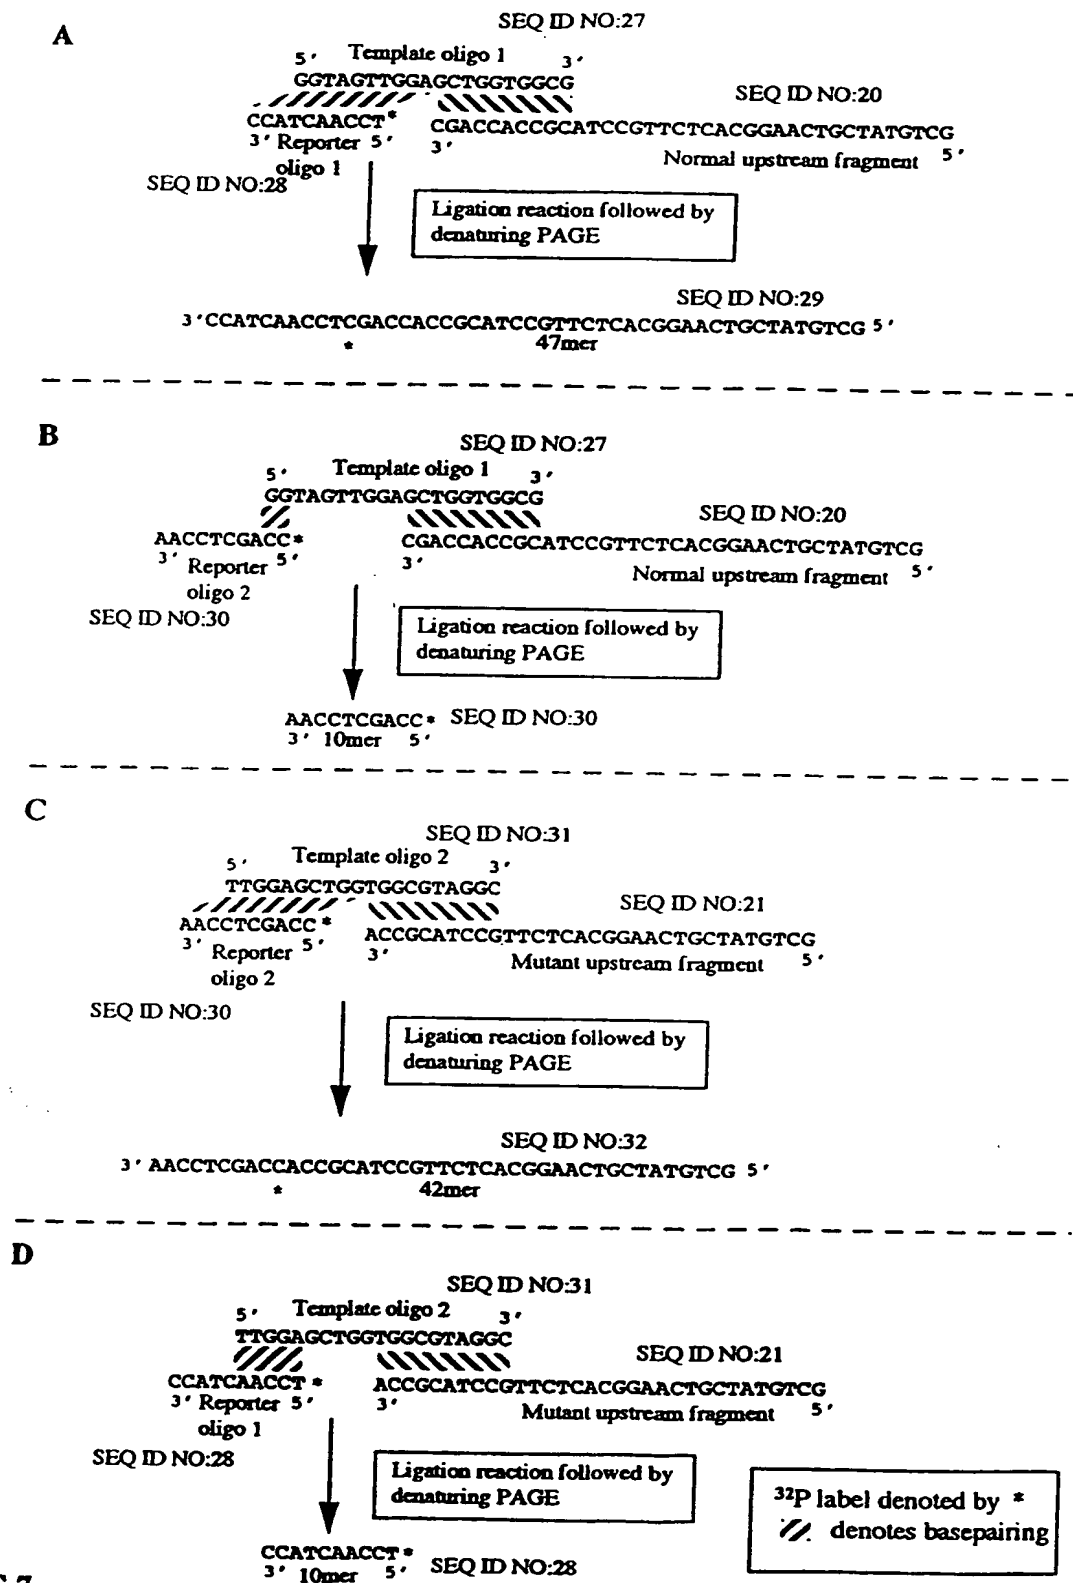 A
SEQ ID NO:27
5' Template oligo 1 3'
GGTAGTTGGAGCTGGTGGCG
SEQ ID NO:20
CCATCAACCT* CGACCACCGCATCCGTTCTCACGGAACTGCTATGTCG
3' Reporter 5' 3' Normal upstream fragment 5'
oligo 1
SEQ ID NO:28
Ligation reaction followed by
denaturing PAGE
SEQ ID NO:29
3'CCATCAACCTCGACCACCGCATCCGTTCTCACGGAACTGCTATGTCG 5'
* 47mer
B
SEQ ID NO:27
5' Template oligo 1 3'
GGTAGTTGGAGCTGGTGGCG
SEQ ID NO:20
AACCTCGACC* CGACCACCGCATCCGTTCTCACGGAACTGCTATGTCG
3' Reporter 5' 3' Normal upstream fragment 5'
oligo 2
SEQ ID NO:30
Ligation reaction followed by
denaturing PAGE
AACCTCGACC* SEQ ID NO:30
3' 10mer 5'
C
SEQ ID NO:31
5' Template oligo 2 3'
TTGGAGCTGGTGGCGTAGGC
SEQ ID NO:21
AACCTCGACC* ACCGCATCCGTTCTCACGGAACTGCTATGTCG
3' Reporter 5' 3' Mutant upstream fragment 5'
oligo 2
SEQ ID NO:30
Ligation reaction followed by
denaturing PAGE
SEQ ID NO:32
3' AACCTCGACCACCGCATCCGTTCTCACGGAACTGCTATGTCG 5'
* 42mer
D
SEQ ID NO:31
5' Template oligo 2 3'
TTGGAGCTGGTGGCGTAGGC
SEQ ID NO:21
CCATCAACCT* ACCGCATCCGTTCTCACGGAACTGCTATGTCG
3' Reporter 5' 3' Mutant upstream fragment 5'
oligo 1
SEQ ID NO:28
Ligation reaction followed by
denaturing PAGE
32P label denoted by *
denotes basepairing
CCATCAACCT* SEQ ID NO:28
3' 10mer 5'